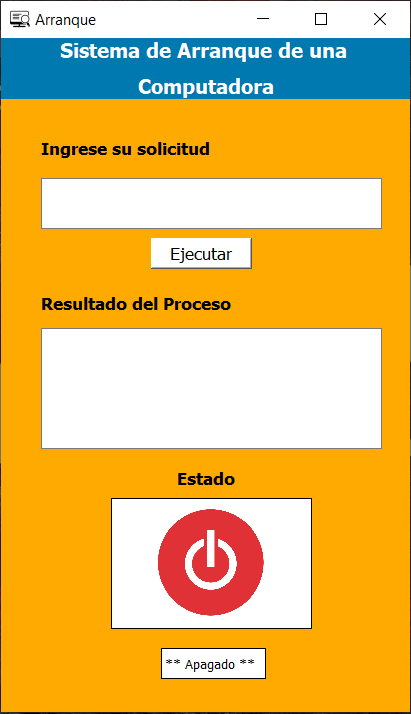 Arranque
Sistema de Arranque de una
Computadora
Ingrese su solicitud
Ejecutar
Resultado del Proceso
Estado
** Apagado **